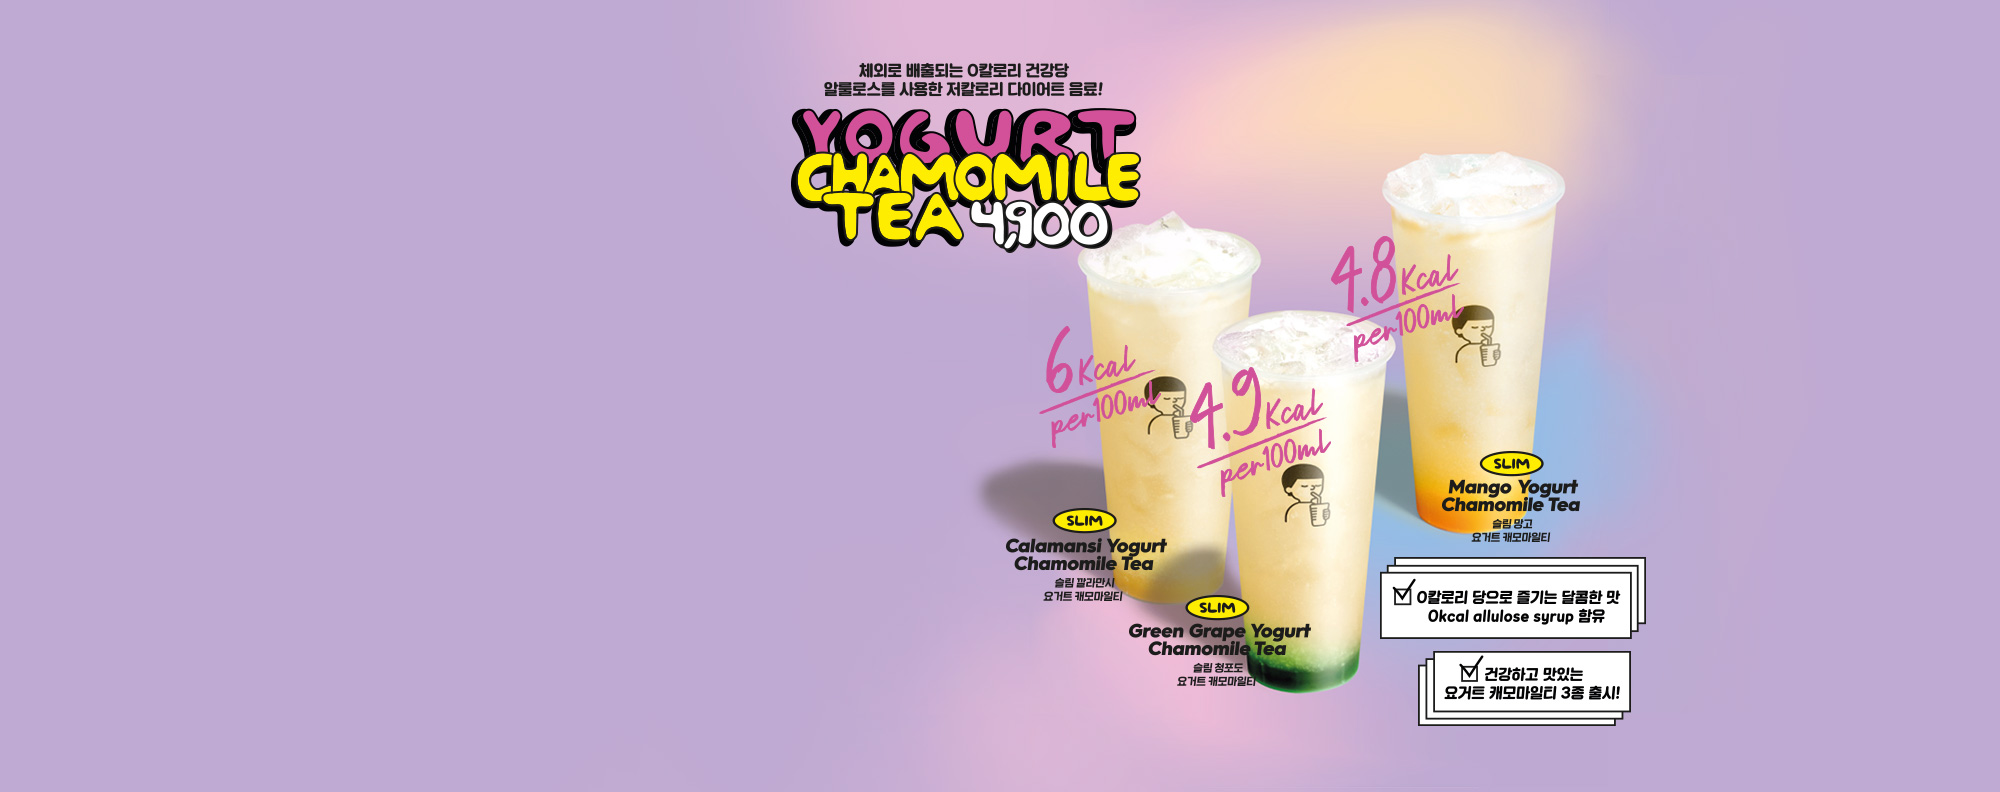 체외로 배출되는 0칼로리 건강당
알룰로스를 사용한 저칼로리 다이어트 음료!
YOGURT
CHAMOMILE
TEA 4,900
6Kcal
per100ml
4.9Kcal
per100ml
4.8Kcal
per100ml
SLIM
Calamansi Yogurt
Chamomile Tea
슬림 깔라만시
요거트 캐모마일티
SLIM
Green Grape Yogurt
Chamomile Tea
슬림 청포도
요거트 캐모마일티
SLIM
Mango Yogurt
Chamomile Tea
슬림 망고
요거트 캐모마일티
0칼로리 당으로 즐기는 달콤한 맛
0kcal allulose syrup 함유
건강하고 맛있는
요거트 캐모마일티 3종 출시!